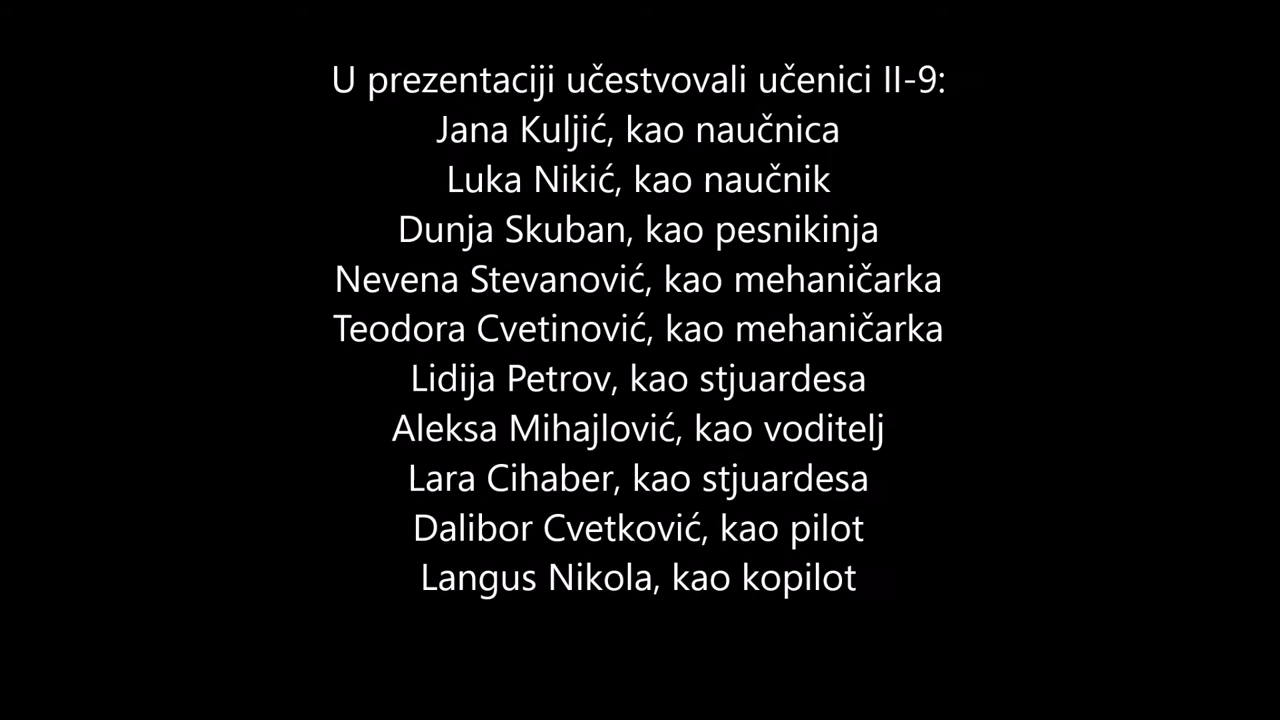 U prezentaciji učestvovali učenici II-9:
Jana Kuljić, kao naučnica
Luka Nikić, kao naučnik
Dunja Skuban, kao pesnikinja
Nevena Stevanović, kao mehaničarka
Teodora Cvetinović, kao mehaničarka
Lidija Petrov, kao stjuardesa
Aleksa Mihajlović, kao voditelj
Lara Cihaber, kao stjuardesa
Dalibor Cvetković, kao pilot
Langus Nikola, kao kopilot